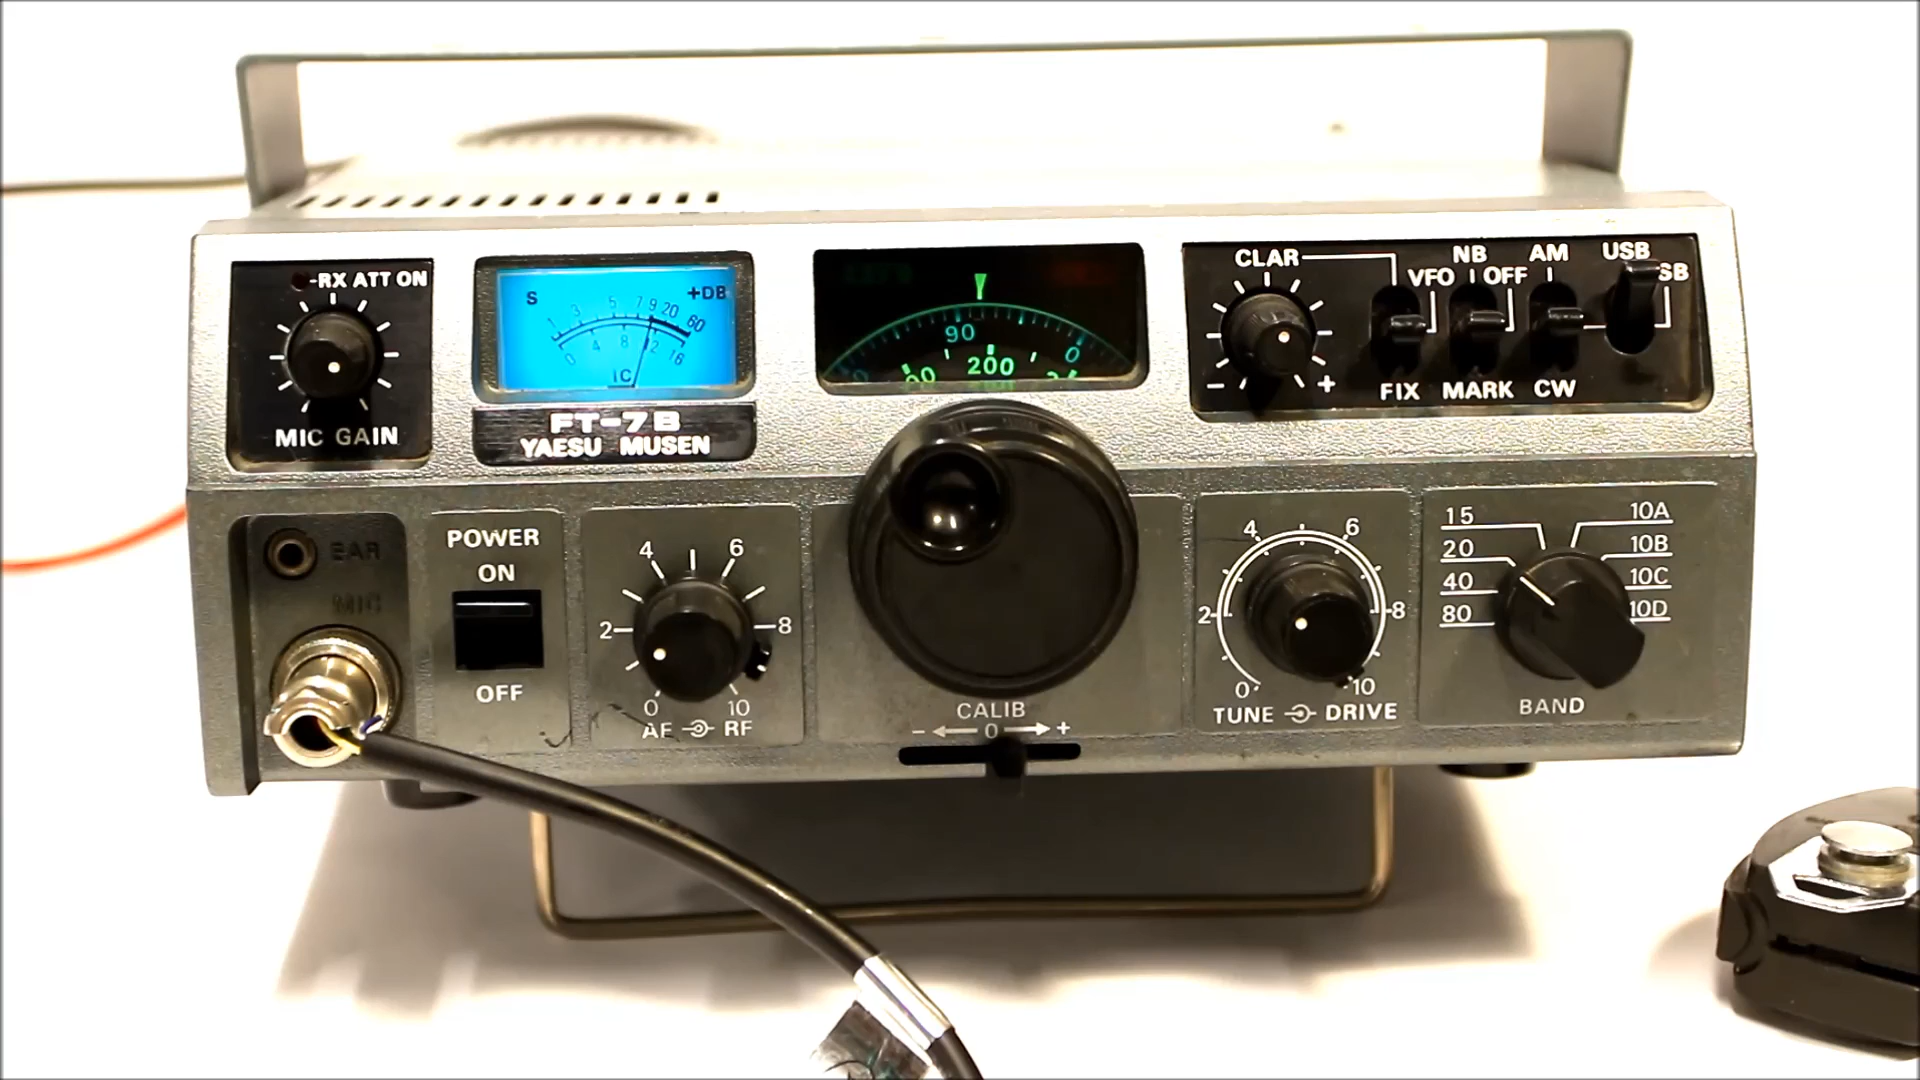 -RX ATT ON
MIC GAIN
S
+DB
1 3 5 7 9 20 60
0 4 8 12 16
IC
FT-7B
YAESU MUSEN
90 0
200
CLAR
VFO
NB
OFF
AM
USB
SB
- +
FIX MARK CW
EAR
MIC
POWER
ON
OFF
4 6
2 8
0 10
AF RF
CALIB
- 0 +
4 6
2 8
0 10
TUNE DRIVE
15 10A
20 10B
40 10C
80 10D
BAND